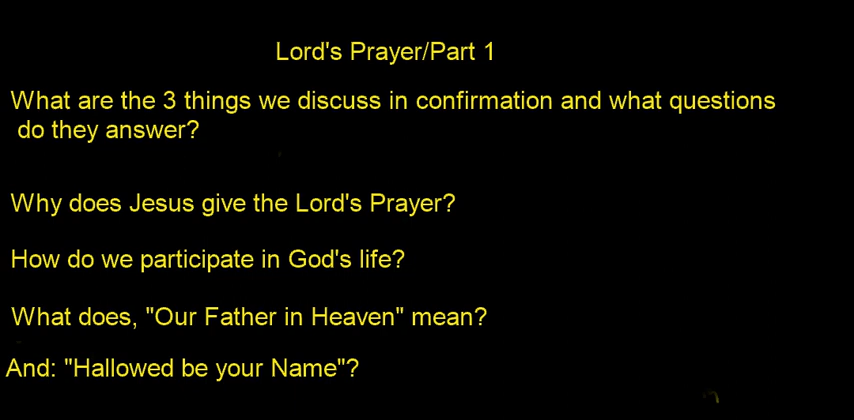 Lord's Prayer/Part 1
What are the 3 things we discuss in confirmation and what questions
do they answer?
Why does Jesus give the Lord's Prayer?
How do we participate in God's life?
What does, "Our Father in Heaven" mean?
And: "Hallowed be your Name"?